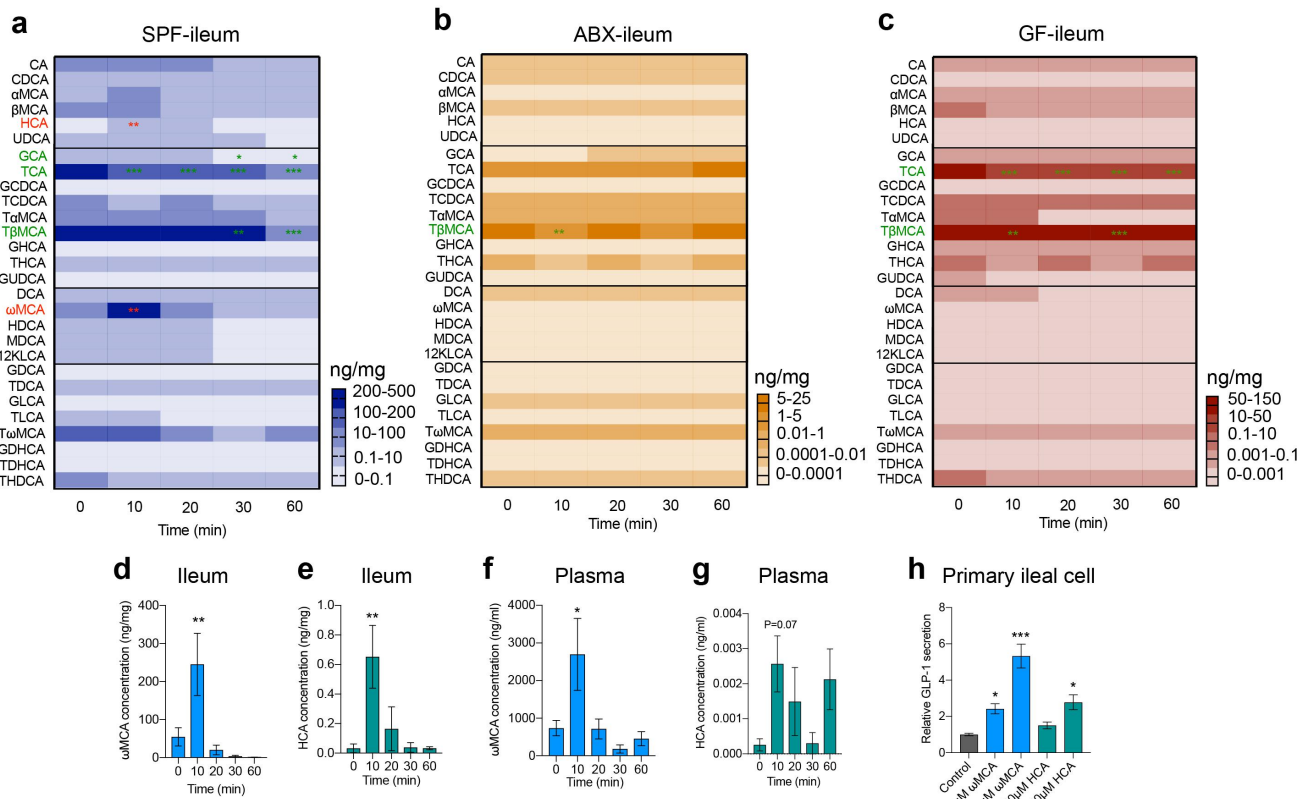 a
SPF-ileum
CA
CDCA
αMCA
βMCA
HCA
**
UDCA
GCA
* *
TCA
*** *** *** ***
GCDCA
TCDCA
TαMCA
TβMCA
** ***
GHCA
THCA
GUDCA
DCA
ωMCA
**
HDCA
MDCA
12KLCA
GDCA
TDCA
GLCA
TLCA
TωMCA
GDHCA
TDHCA
THDCA
0 10 20 30 60
Time (min)
ng/mg
200-500
100-200
10-100
0.1-10
0-0.1
b
ABX-ileum
CA
CDCA
αMCA
βMCA
HCA
UDCA
GCA
TCA
GCDCA
TCDCA
TαMCA
TβMCA
**
GHCA
THCA
GUDCA
DCA
ωMCA
HDCA
MDCA
12KLCA
GDCA
TDCA
GLCA
TLCA
TωMCA
GDHCA
TDHCA
THDCA
0 10 20 30 60
Time (min)
ng/mg
5-25
1-5
0.01-1
0.0001-0.01
0-0.0001
c
GF-ileum
CA
CDCA
αMCA
βMCA
HCA
UDCA
GCA
TCA
*** *** *** ***
GCDCA
TCDCA
TαMCA
TβMCA
** ***
GHCA
THCA
GUDCA
DCA
ωMCA
HDCA
MDCA
12KLCA
GDCA
TDCA
GLCA
TLCA
TωMCA
GDHCA
TDHCA
THDCA
0 10 20 30 60
Time (min)
ng/mg
50-150
10-50
0.1-10
0.001-0.1
0-0.001
d
Ileum
ωMCA concentration (ng/mg)
400
300
200
100
0
**
0 10 20 30 60
Time (min)
e
Ileum
HCA concentration (ng/mg)
1.0
0.8
0.6
0.4
0.2
0.0
**
0 10 20 30 60
Time (min)
f
Plasma
ωMCA concentration (ng/ml)
4000
3000
2000
1000
0
*
0 10 20 30 60
Time (min)
g
Plasma
HCA concentration (ng/ml)
0.004
0.003
0.002
0.001
0.000
P=0.07
0 10 20 30 60
Time (min)
h
Primary ileal cell
Relative GLP-1 secretion
8
6
4
2
0
*
***
*
Control
ωMCA
ωMCA
HCA
HCA